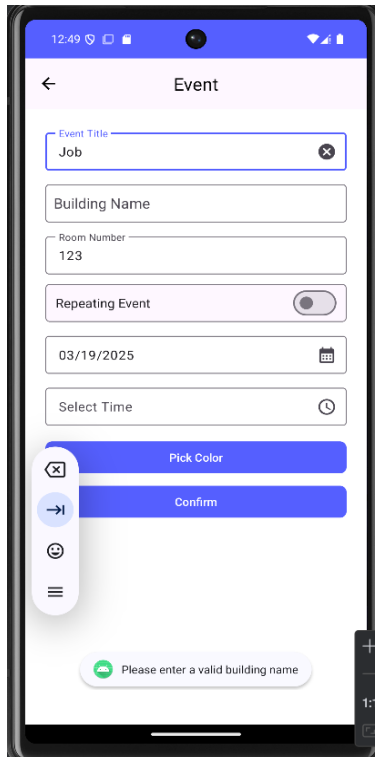 12:49
Event
Event Title
Job
Building Name
Room Number
123
Repeating Event
03/19/2025
Select Time
Pick Color
Confirm
Please enter a valid building name